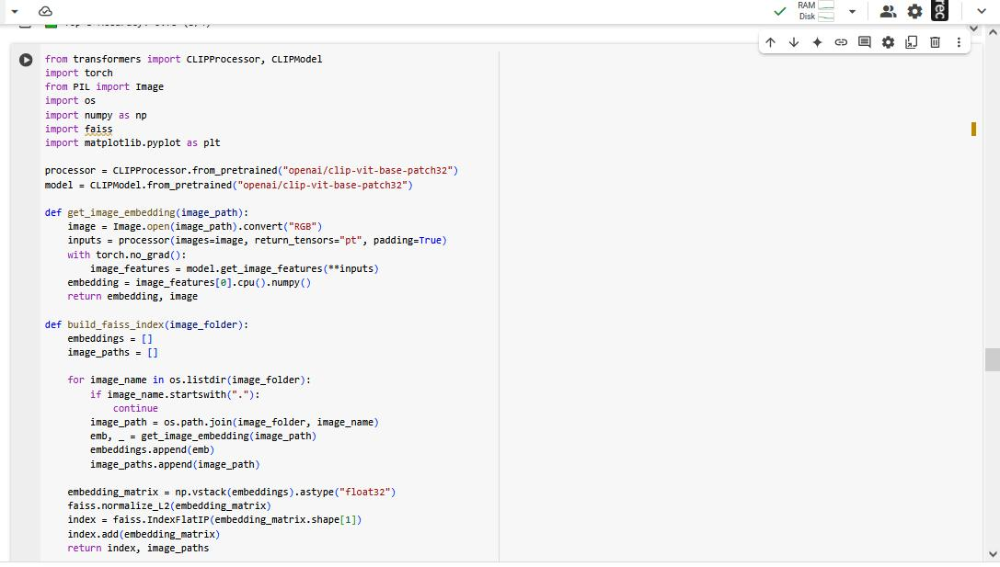 RAM
Disk
rec
from transformers import CLIPProcessor, CLIPModel
import torch
from PIL import Image
import os
import numpy as np
import faiss
import matplotlib.pyplot as plt

processor = CLIPProcessor.from_pretrained("openai/clip-vit-base-patch32")
model = CLIPModel.from_pretrained("openai/clip-vit-base-patch32")

def get_image_embedding(image_path):
    image = Image.open(image_path).convert("RGB")
    inputs = processor(images=image, return_tensors="pt", padding=True)
    with torch.no_grad():
        image_features = model.get_image_features(**inputs)
    embedding = image_features[0].cpu().numpy()
    return embedding, image

def build_faiss_index(image_folder):
    embeddings = []
    image_paths = []

    for image_name in os.listdir(image_folder):
        if image_name.startswith("."):
            continue
        image_path = os.path.join(image_folder, image_name)
        emb, _ = get_image_embedding(image_path)
        embeddings.append(emb)
        image_paths.append(image_path)

    embedding_matrix = np.vstack(embeddings).astype("float32")
    faiss.normalize_L2(embedding_matrix)
    index = faiss.IndexFlatIP(embedding_matrix.shape[1])
    index.add(embedding_matrix)
    return index, image_paths